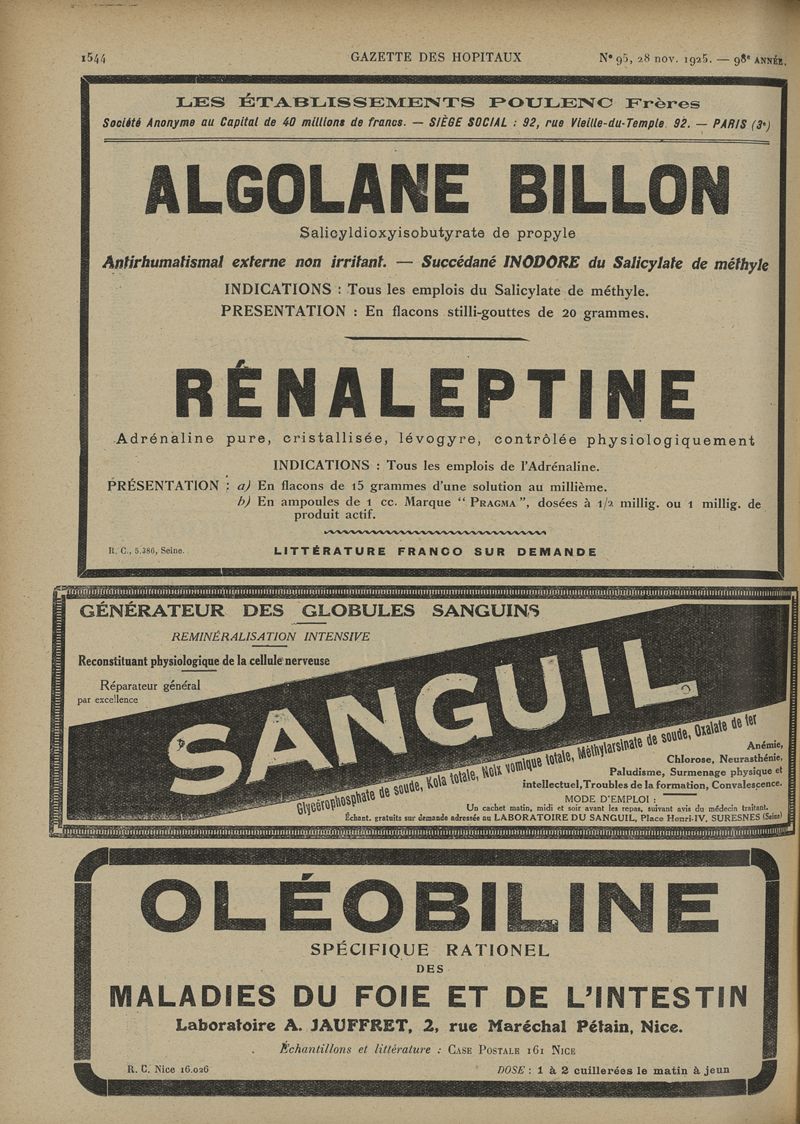 1544 GAZETTE DES HOPITAUX N° 95, 28 nov. 1925. — 98e ANNÉE.
LES ÉTABLISSEMENTS POULENC Frères
Société Anonyme au Capital de 40 millions de francs. — SIÈGE SOCIAL : 92, rue Vieille-du-Temple, 92. — PARIS (3e)
ALGOLANE BILLON
Salicyldioxyisobutyrate de propyle
Antirhumatismal externe non irritant. — Succédané INODORE du Salicylate de méthyle
INDICATIONS : Tous les emplois du Salicylate de méthyle.
PRESENTATION : En flacons stilli-gouttes de 20 grammes.
RÉNALEPTINE
Adrénaline pure, cristallisée, lévogyre, contrôlée physiologiquement
INDICATIONS : Tous les emplois de l'Adrénaline.
PRÉSENTATION : a) En flacons de 15 grammes d'une solution au millième.
b) En ampoules de 1 cc. Marque “ PRAGMA ”, dosées à 1/2 millig. ou 1 millig. de
produit actif.
R. C., 5.386, Seine. LITTÉRATURE FRANCO SUR DEMANDE
GÉNÉRATEUR DES GLOBULES SANGUINS
REMINÉRALISATION INTENSIVE
Reconstituant physiologique de la cellule nerveuse
Réparateur général
par excellence
SANGUIL
Glycérophosphate de soude, Kola totale, Noix vomique totale, Méthylarsinate de soude, Oxalate de fer
Anémie,
Chlorose, Neurasthénie,
Paludisme, Surmenage physique et
intellectuel, Troubles de la formation, Convalescence.
MODE D'EMPLOI :
Un cachet matin, midi et soir avant les repas, suivant avis du médecin traitant.
Échant. gratuits sur demande adressée au LABORATOIRE DU SANGUIL, Place Henri-IV, SURESNES (Seine)
OLÉOBILINE
SPÉCIFIQUE RATIONEL
DES
MALADIES DU FOIE ET DE L'INTESTIN
Laboratoire A. JAUFFRET, 2, rue Maréchal Pétain, Nice.
Échantillons et littérature : CASE POSTALE 161 NICE
R. C. Nice 16.026 DOSE : 1 à 2 cuillerées le matin à jeun